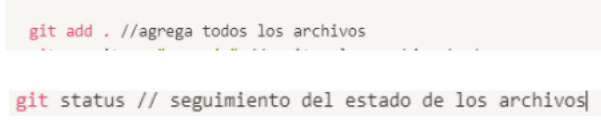 git add . //agrega todos los archivos
git status // seguimiento del estado de los archivos